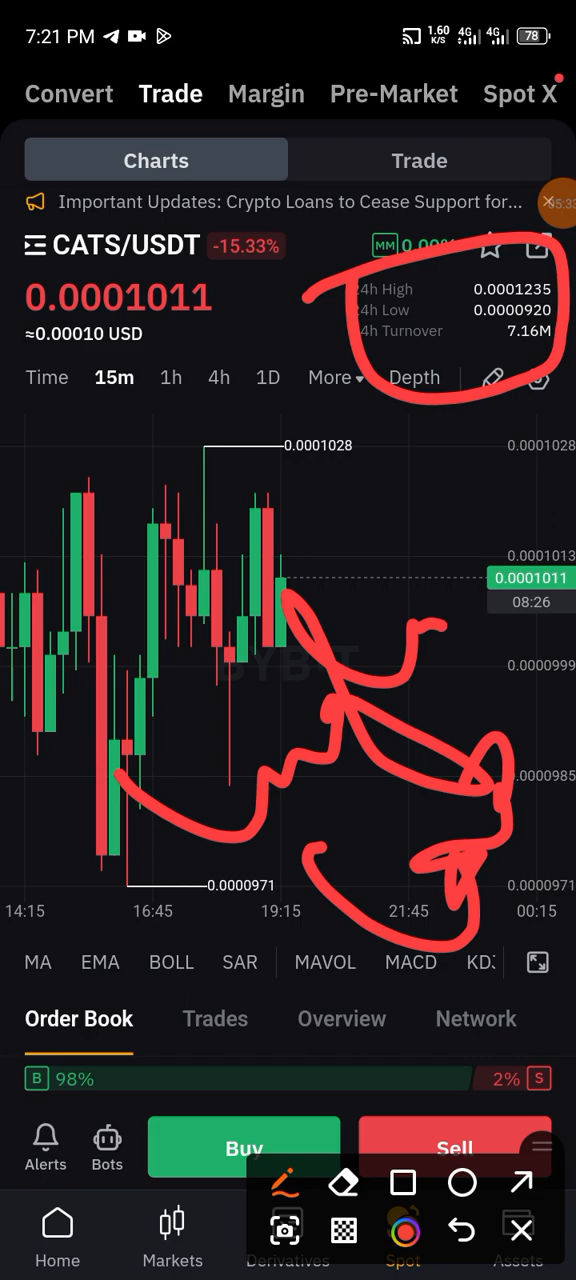 7:21 PM 1.60 K/S 4G 4G 78
Convert Trade Margin Pre-Market Spot X
Charts Trade
Important Updates: Crypto Loans to Cease Support for...
CATS/USDT -15.33% MM 0.00%
0.0001011
≈0.00010 USD
24h High 0.0001235
24h Low 0.0000920
24h Turnover 7.16M
Time 15m 1h 4h 1D More Depth
0.0001028 0.0001028
0.0001013
0.0001011
08:26
0.0000999
0.0000985
0.0000971 0.0000971
14:15 16:45 19:15 21:45 00:15
MA EMA BOLL SAR MAVOL MACD KDJ
Order Book Trades Overview Network
B 98% 2% S
Alerts Bots Buy Sell
Home Markets Derivatives Spot Assets